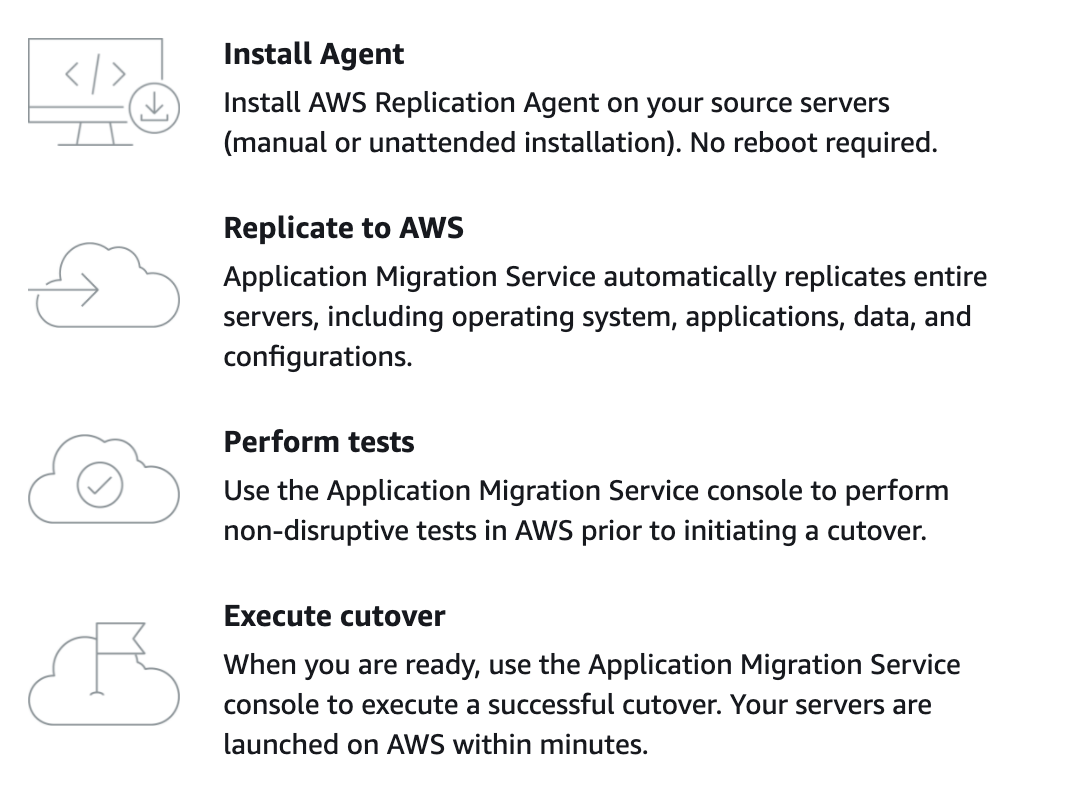 Install Agent
Install AWS Replication Agent on your source servers
(manual or unattended installation). No reboot required.
Replicate to AWS
Application Migration Service automatically replicates entire
servers, including operating system, applications, data, and
configurations.
Perform tests
Use the Application Migration Service console to perform
non-disruptive tests in AWS prior to initiating a cutover.
Execute cutover
When you are ready, use the Application Migration Service
console to execute a successful cutover. Your servers are
launched on AWS within minutes.